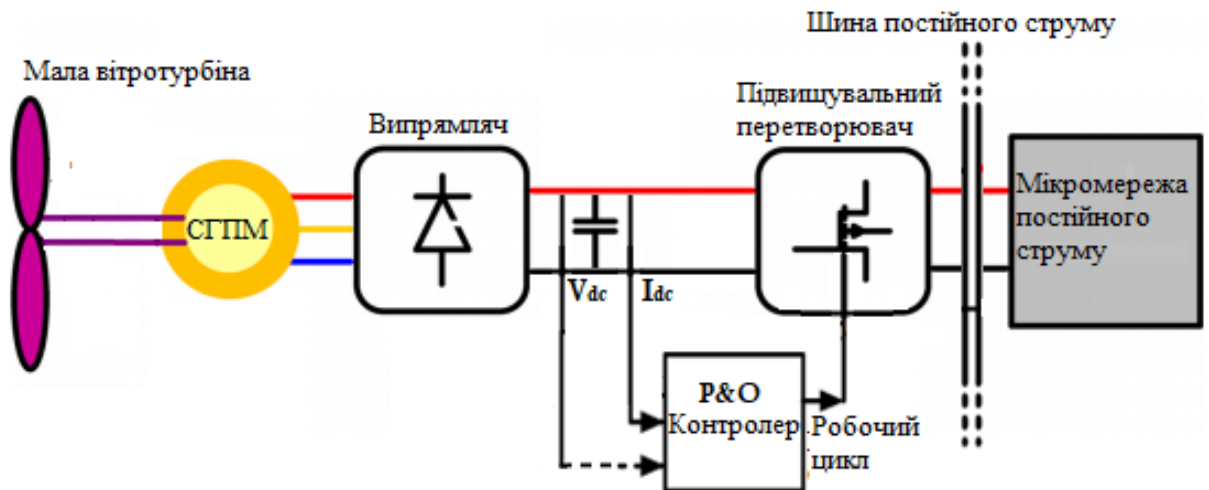 Шина постійного струму
Мала вітротурбіна
Підвищувальний
перетворювач
Випрямляч
СГПМ
Мікромережа
постійного
струму
Vdc
Idc
P&O
Контролер
Робочий
цикл